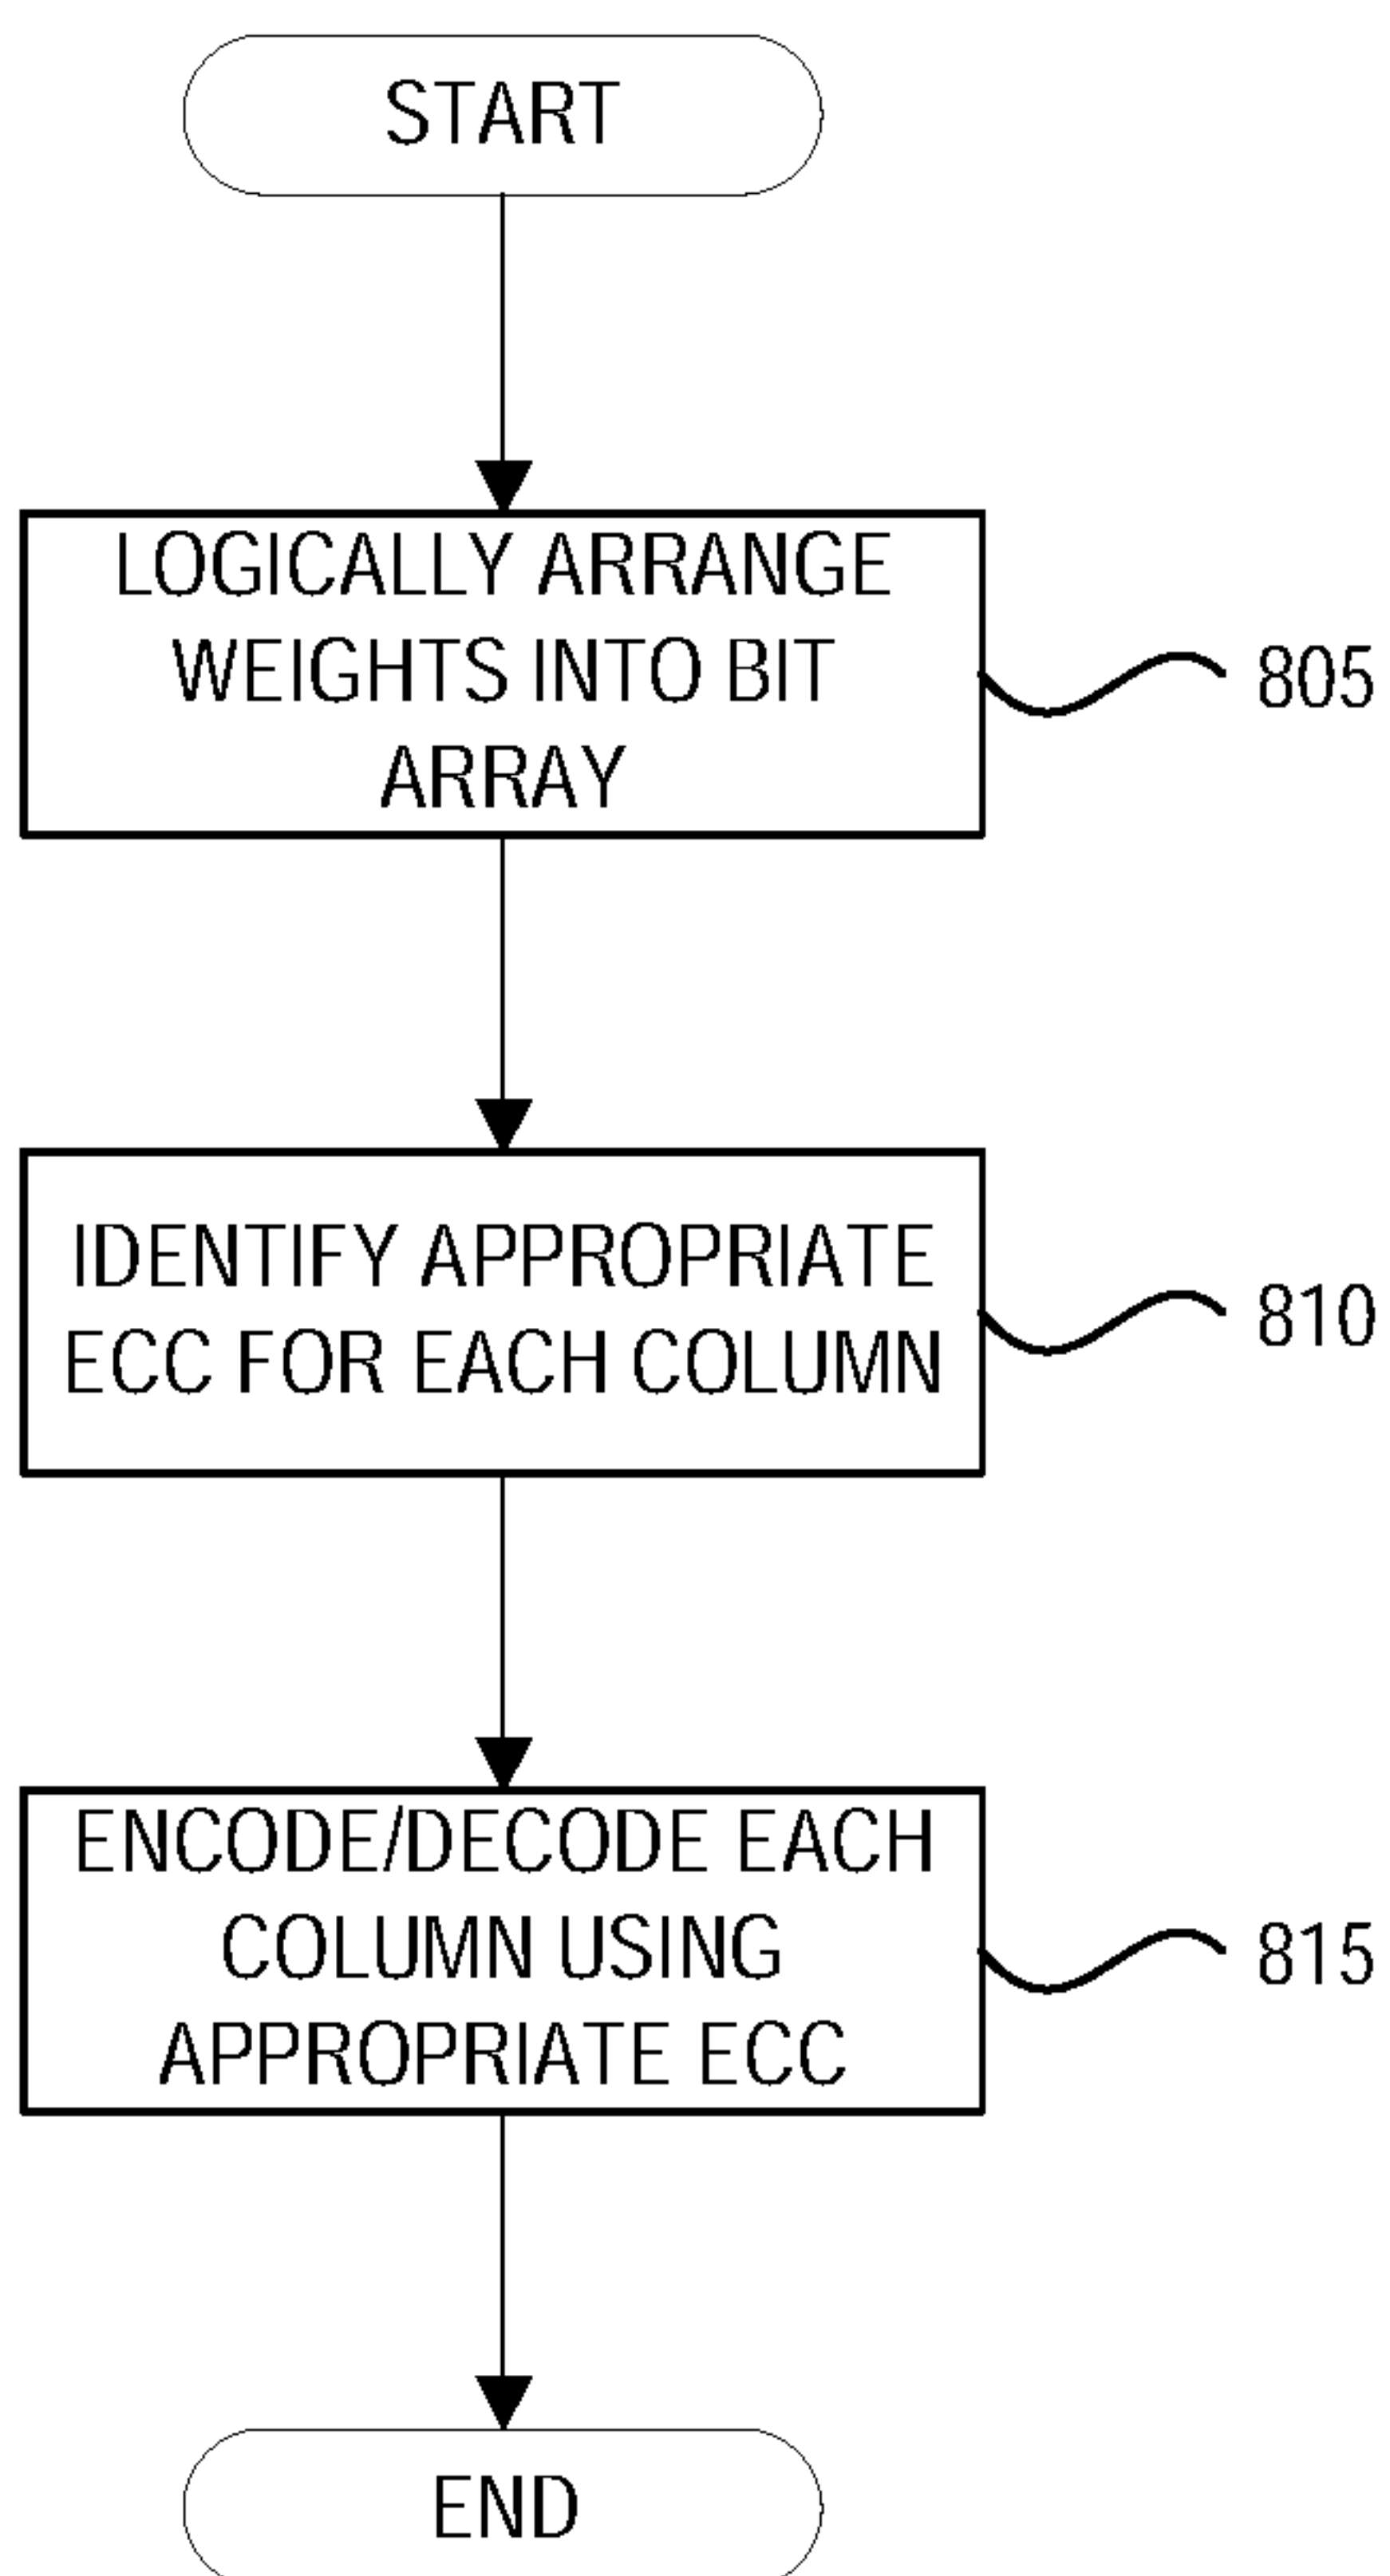 START
LOGICALLY ARRANGE
WEIGHTS INTO BIT
ARRAY
805
IDENTIFY APPROPRIATE
ECC FOR EACH COLUMN
810
ENCODE/DECODE EACH
COLUMN USING
APPROPRIATE ECC
815
END